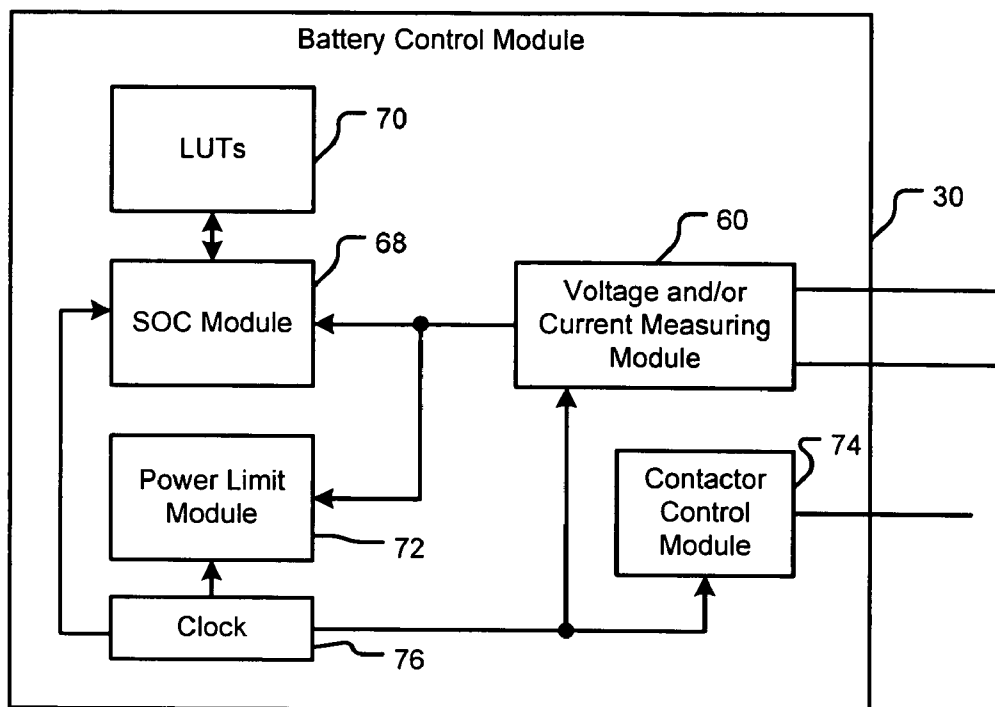 Battery Control Module
LUTs
70
30
68
60
SOC Module
Voltage and/or
Current Measuring
Module
74
Power Limit
Module
72
Contactor
Control
Module
Clock
76